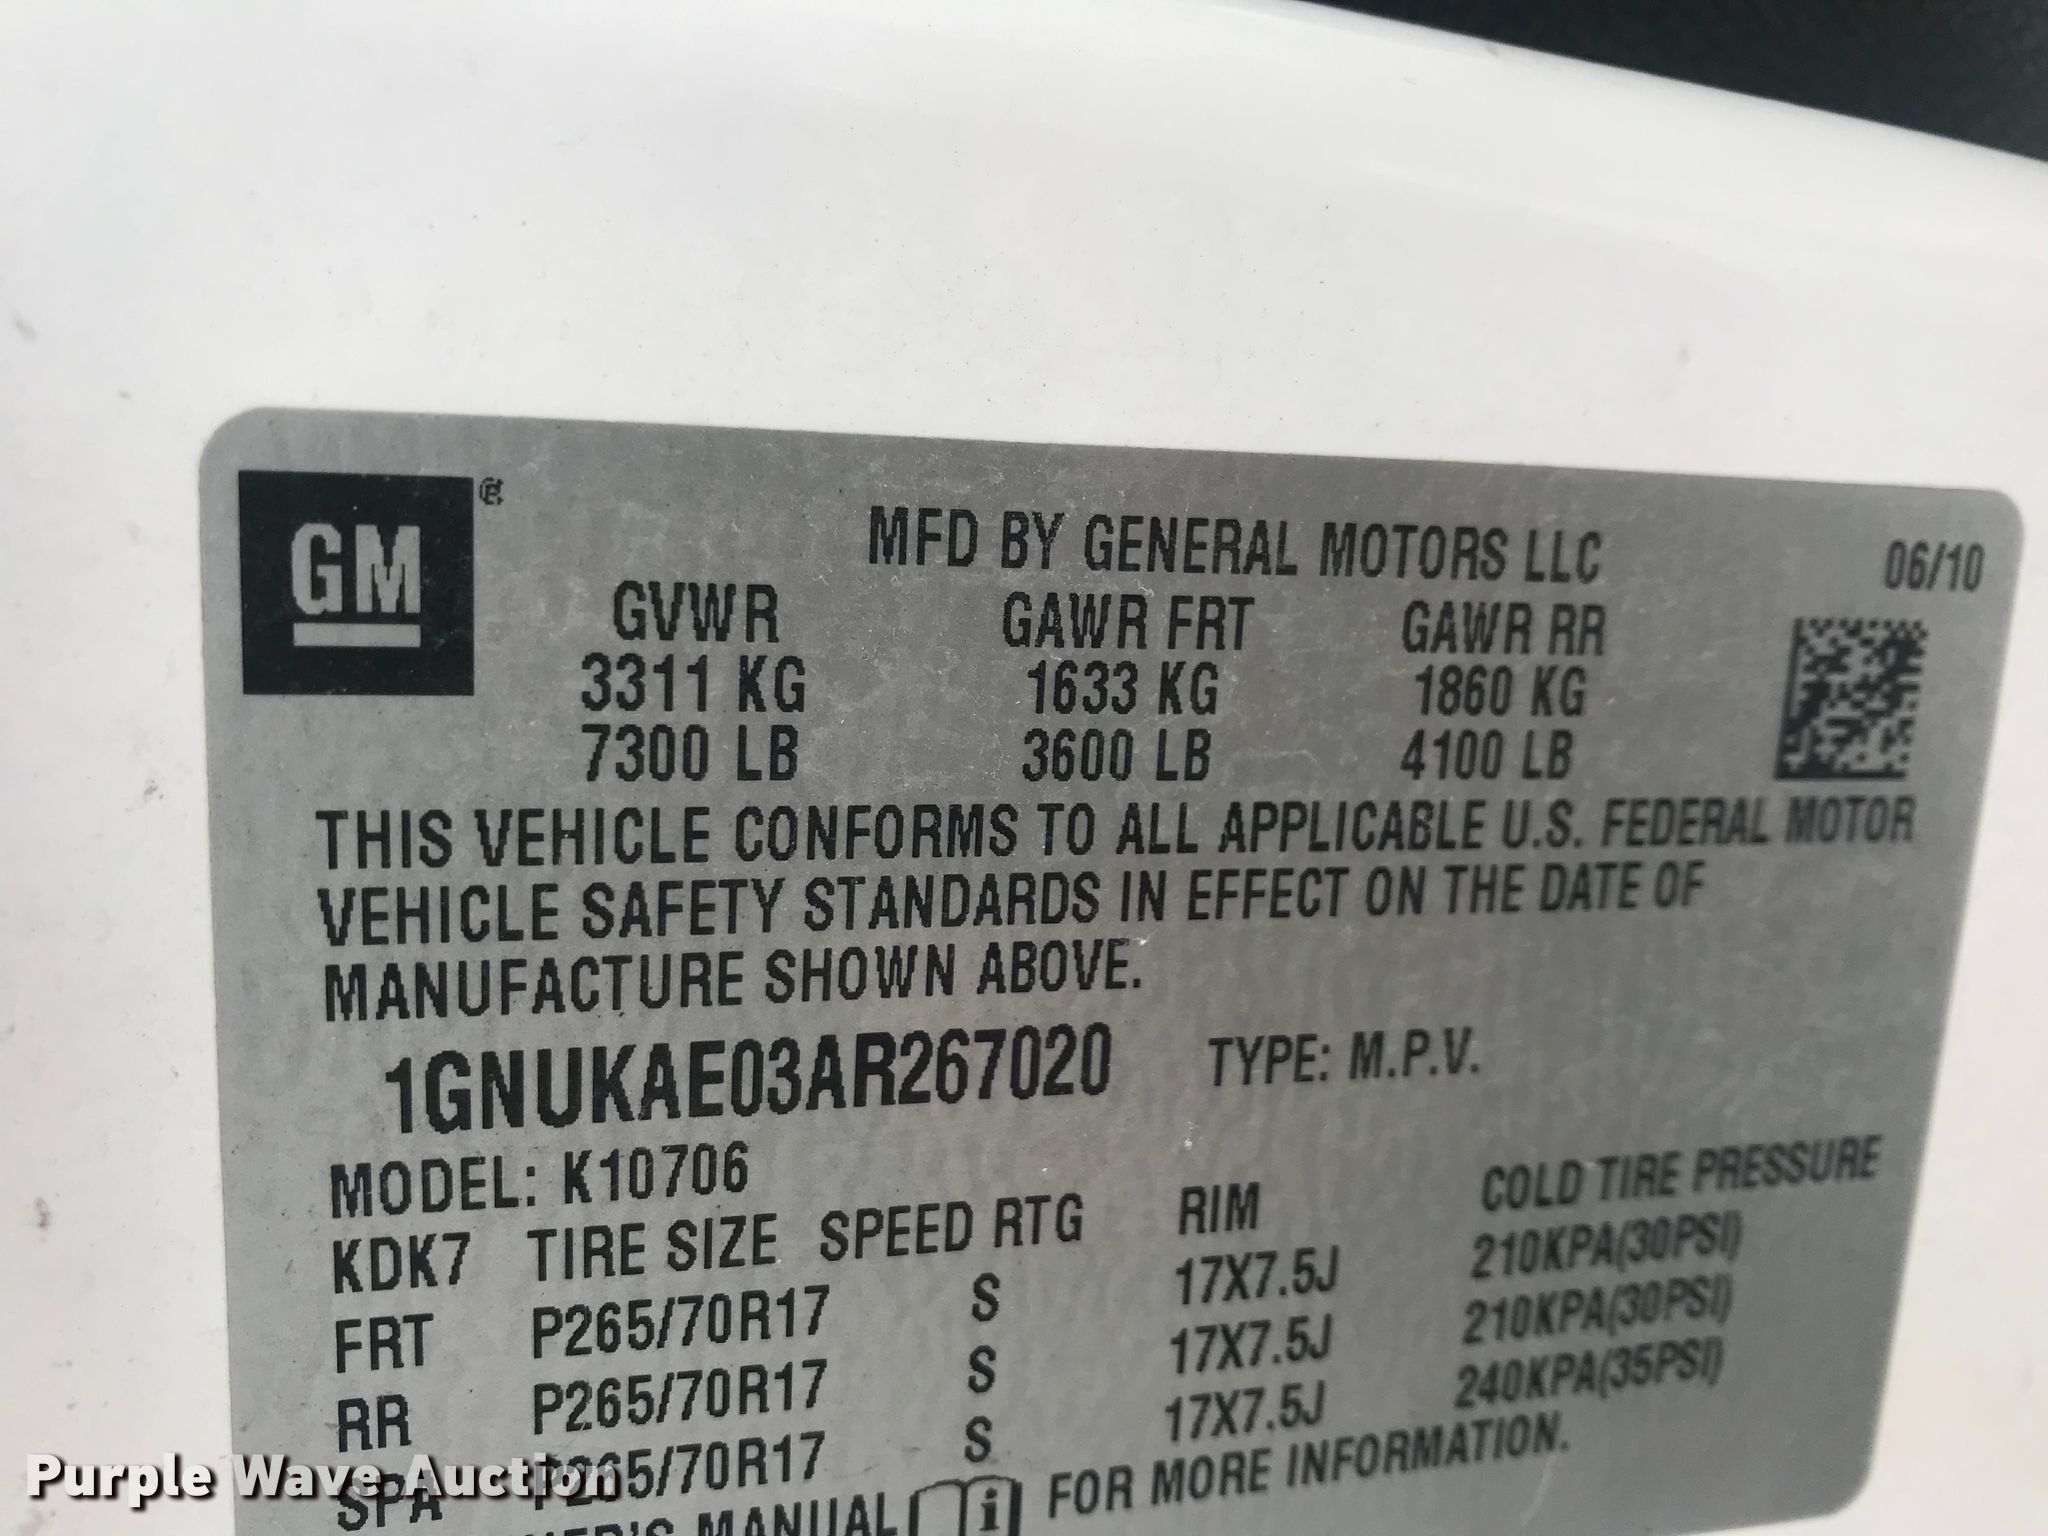 GM®
MFD BY GENERAL MOTORS LLC 06/10
GVWR GAWR FRT GAWR RR
3311 KG 1633 KG 1860 KG
7300 LB 3600 LB 4100 LB
THIS VEHICLE CONFORMS TO ALL APPLICABLE U.S. FEDERAL MOTOR
VEHICLE SAFETY STANDARDS IN EFFECT ON THE DATE OF
MANUFACTURE SHOWN ABOVE.
1GNUKAE03AR267020 TYPE: M.P.V.
MODEL: K10706
KDK7 TIRE SIZE SPEED RTG RIM COLD TIRE PRESSURE
FRT P265/70R17 S 17X7.5J 210KPA(30PSI)
RR P265/70R17 S 17X7.5J 210KPA(30PSI)
SPA P265/70R17 S 17X7.5J 240KPA(35PSI)
MANUAL i FOR MORE INFORMATION.
Purple Wave Auction